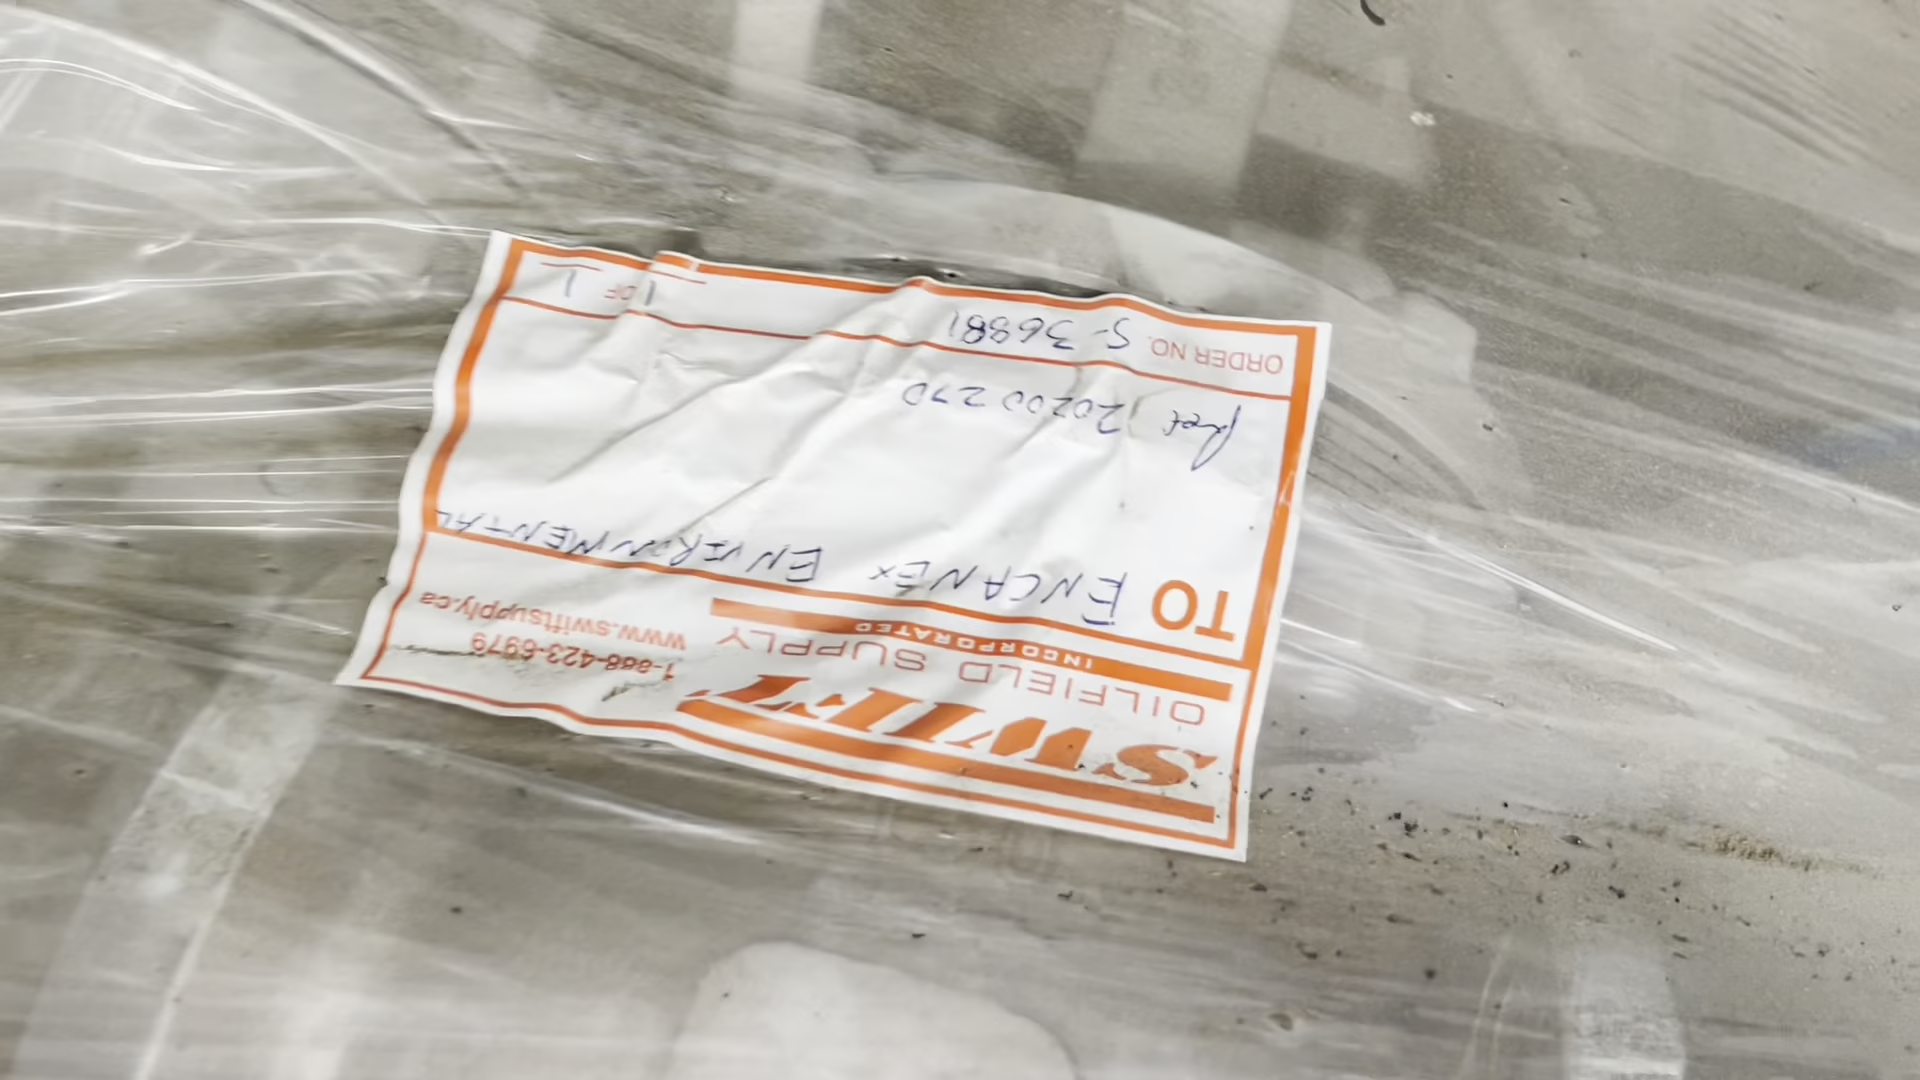 SWIFT
OILFIELD SUPPLY
INCORPORATED
1-888-423-6979
www.swiftsupply.ca
TO ENCANEX ENVIRONMENTAL
20200270
ORDER NO. S-36881
1 OF 1